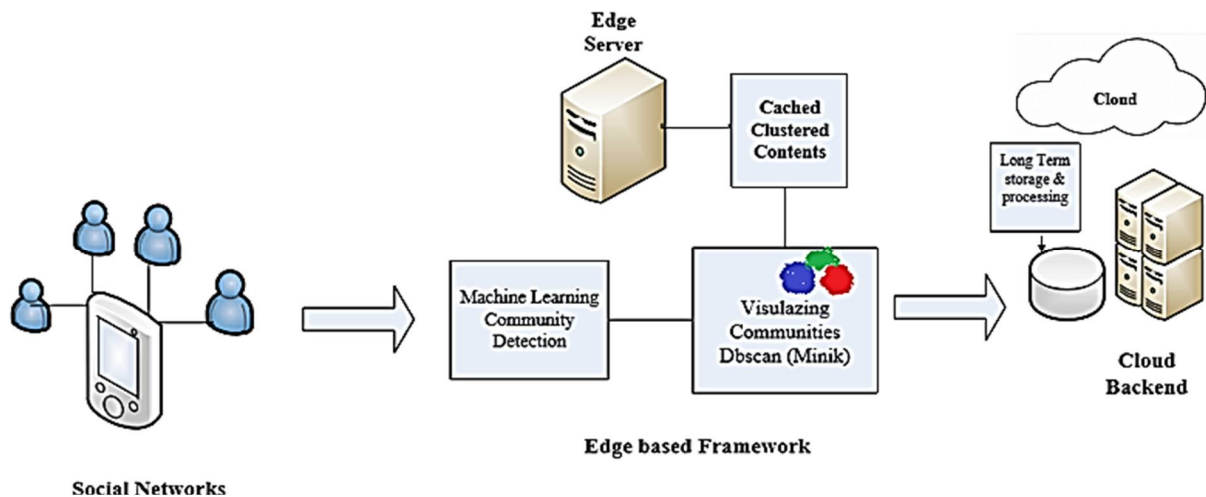 Edge
Server
Cached
Clustered
Contents
Cloud
Long Term
storage &
processing
Machine Learning
Community
Detection
Visulazing
Communities
Dbscan (Minik)
Cloud
Backend
Edge based Framework
Social Networks